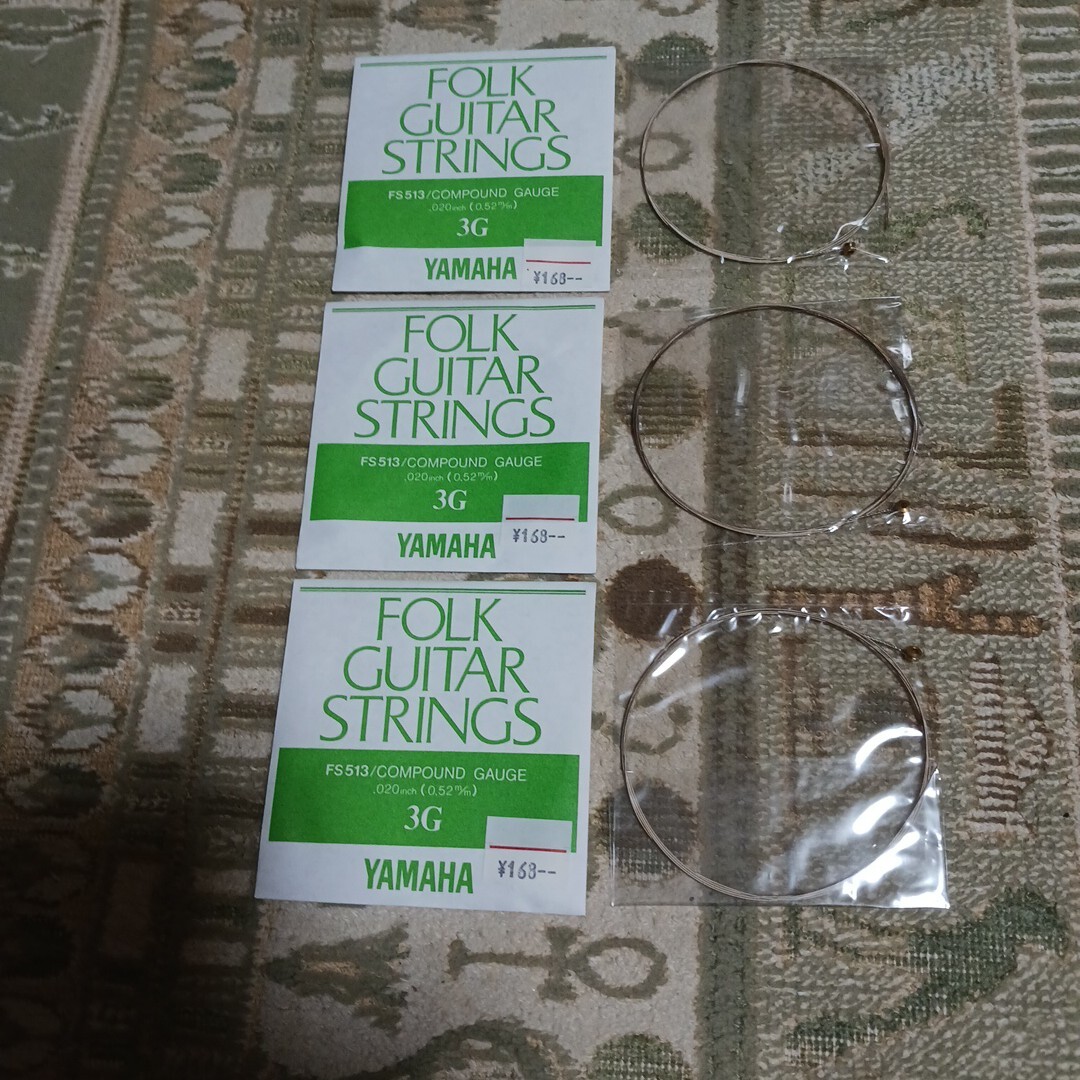 FOLK
GUITAR
STRINGS
FS513/COMPOUND GAUGE
.020inch (0.52m/m)
3G
YAMAHA
¥168--
FOLK
GUITAR
STRINGS
FS513/COMPOUND GAUGE
.020inch (0.52m/m)
3G
YAMAHA
¥168--
FOLK
GUITAR
STRINGS
FS513/COMPOUND GAUGE
.020inch (0.52m/m)
3G
YAMAHA
¥168--